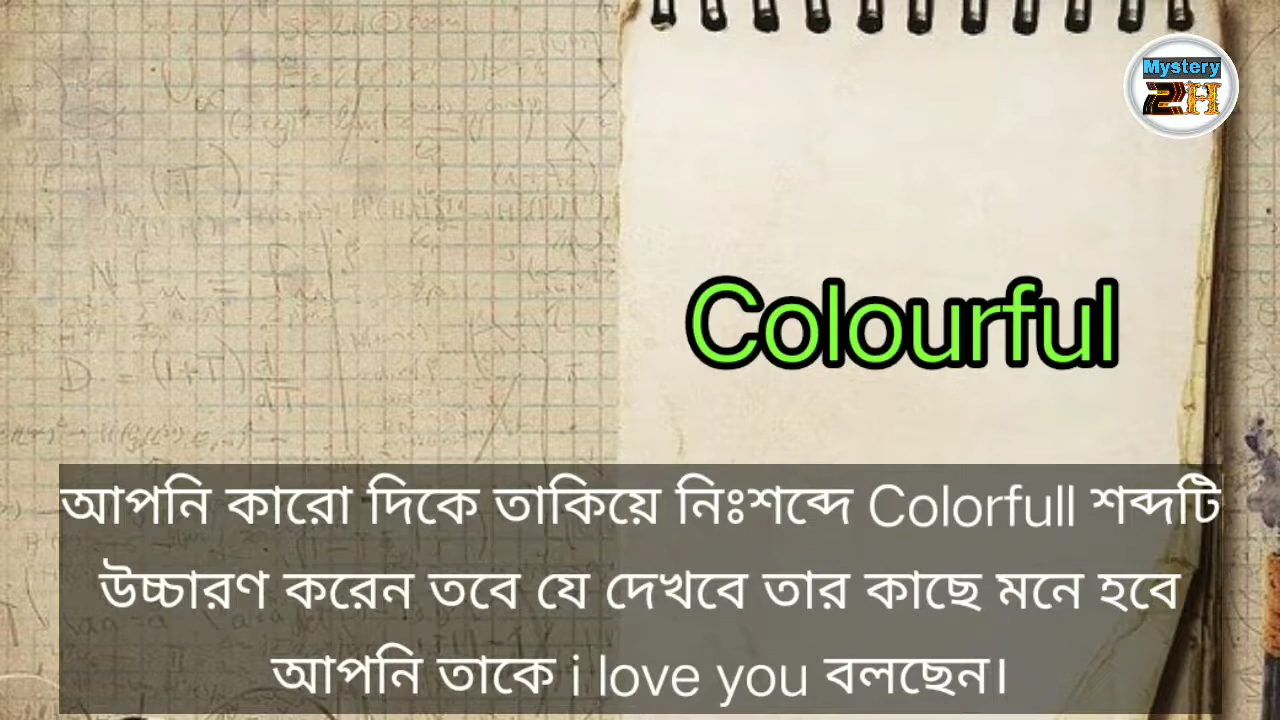 Mystery
2H
Colourful
আপনি কারো দিকে তাকিয়ে নিঃশব্দে Colorfull শব্দটি
উচ্চারণ করেন তবে যে দেখবে তার কাছে মনে হবে
আপনি তাকে i love you বলছেন।